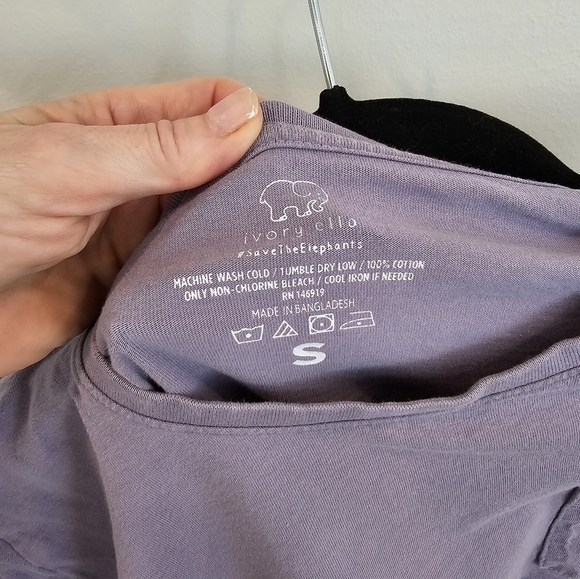 ivory ella
#SaveTheElephants
MACHINE WASH COLD / TUMBLE DRY LOW / 100% COTTON
ONLY NON-CHLORINE BLEACH / COOL IRON IF NEEDED
RN 146919
MADE IN BANGLADESH
S